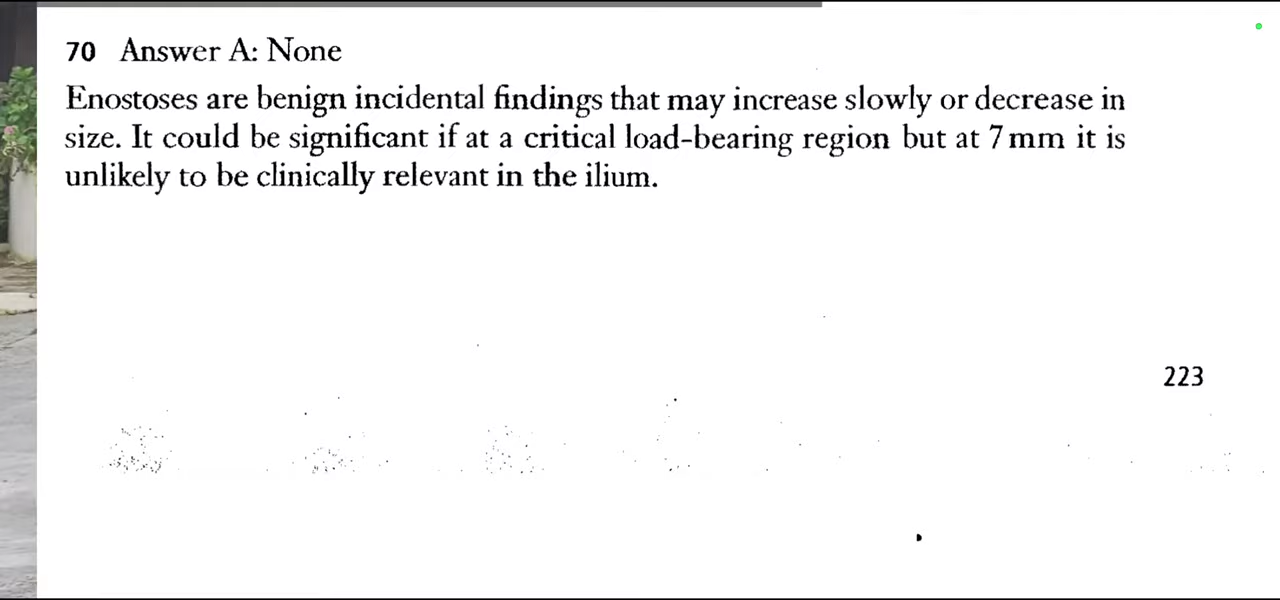 70 Answer A: None
Enostoses are benign incidental findings that may increase slowly or decrease in
size. It could be significant if at a critical load-bearing region but at 7 mm it is
unlikely to be clinically relevant in the ilium.
223